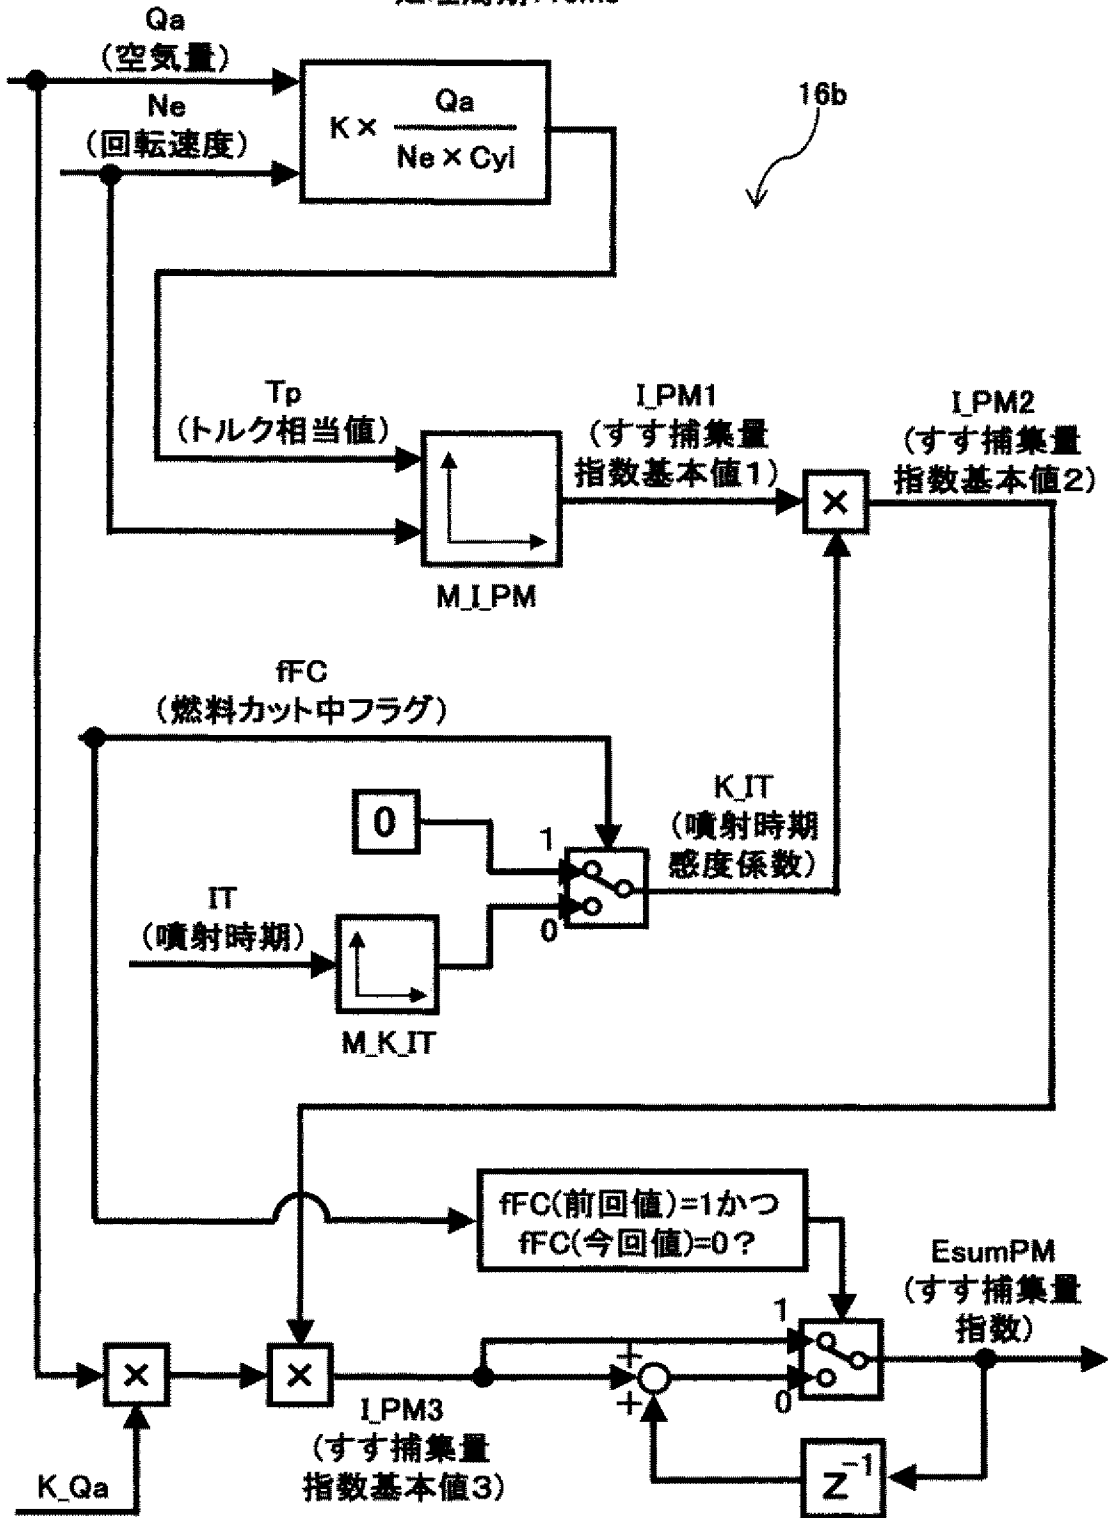 Qa
(空気量)
Ne
(回転速度)
K × Qa
Ne × Cyl
16b
Tp
(トルク相当値)
I_PM1
(すす捕集量
指数基本値1)
I_PM2
(すす捕集量
指数基本値2)
×
M_I_PM
fFC
(燃料カット中フラグ)
0
1
0
K_IT
(噴射時期
感度係数)
IT
(噴射時期)
M_K_IT
fFC(前回値)=1かつ
fFC(今回値)=0?
EsumPM
(すす捕集量
指数)
1
0
×
×
+
+
I_PM3
(すす捕集量
指数基本値3)
K_Qa
Z-1